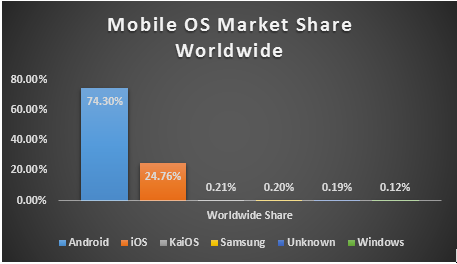 Mobile OS Market Share
Worldwide
80.00%
74.30%
60.00%
40.00%
24.76%
20.00%
0.21%
0.20%
0.19%
0.12%
0.00%
Worldwide Share
Android iOS KaiOS Samsung Unknown Windows